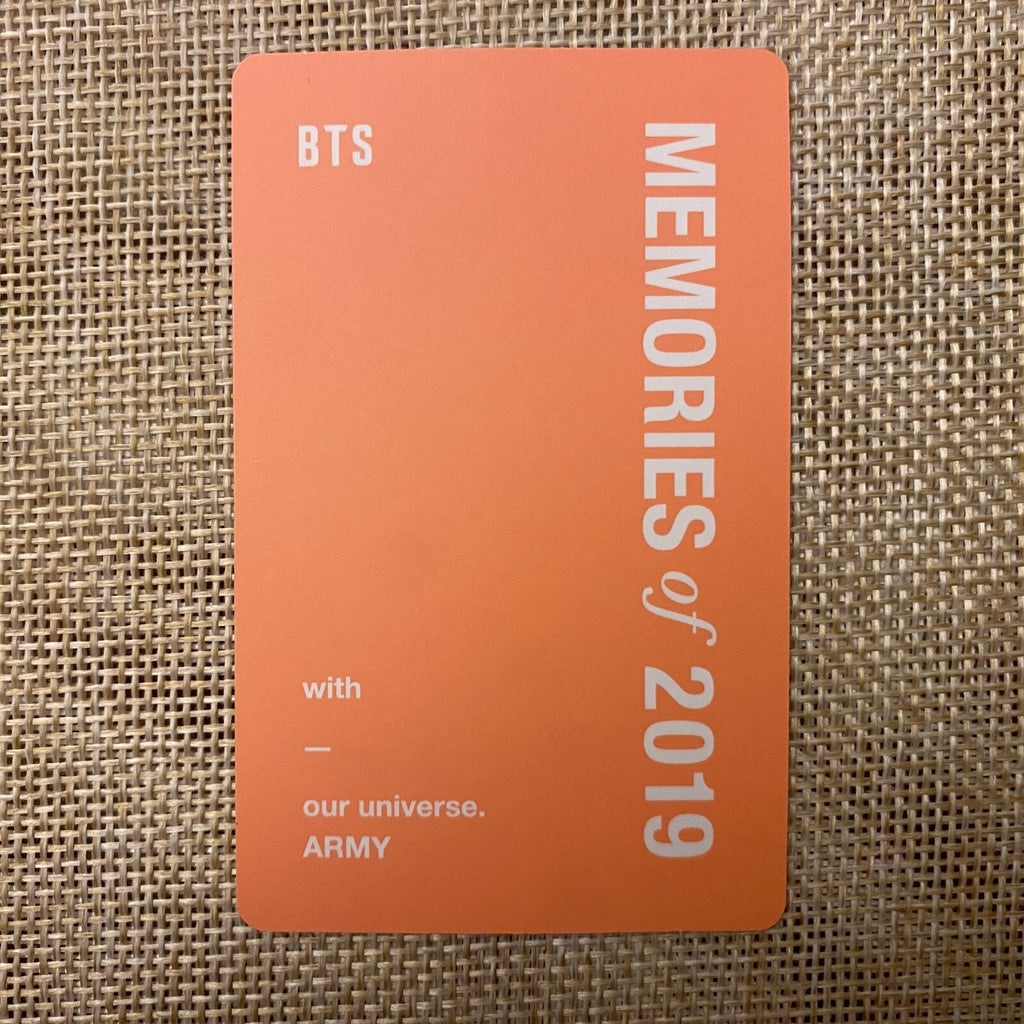 BTS
MEMORIES of 2019
with
—
our universe.
ARMY